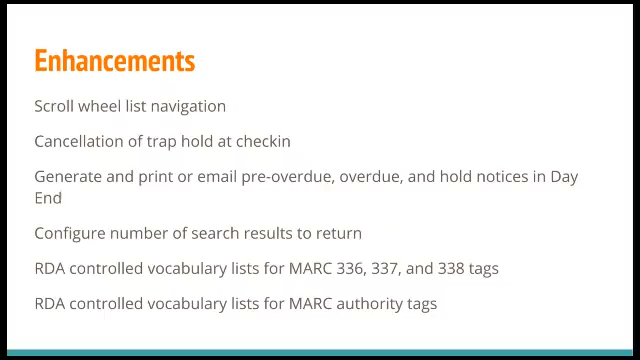 Enhancements
Scroll wheel list navigation
Cancellation of trap hold at checkin
Generate and print or email pre-overdue, overdue, and hold notices in Day
End
Configure number of search results to return
RDA controlled vocabulary lists for MARC 336, 337, and 338 tags
RDA controlled vocabulary lists for MARC authority tags